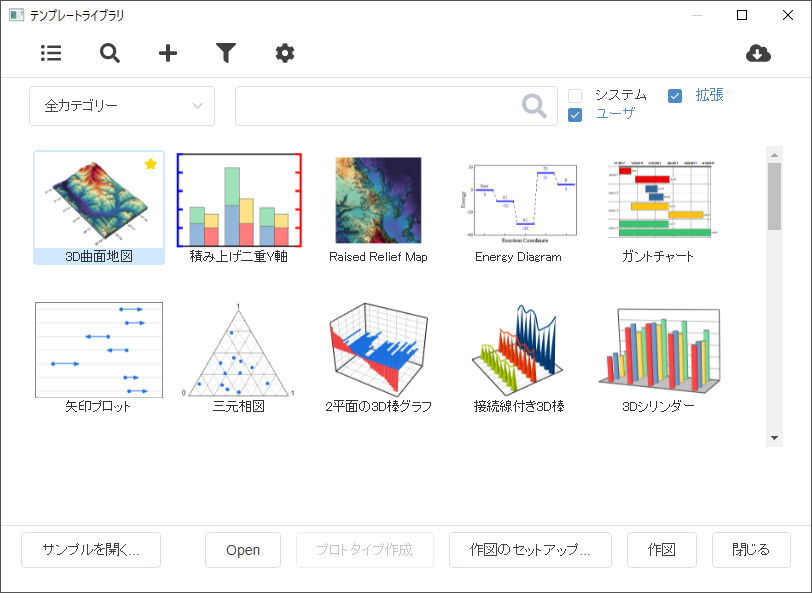 テンプレートライブラリ
全カテゴリー
システム
拡張
ユーザ
3D曲面地図
積み上げ二重Y軸
Raised Relief Map
Energy Diagram
ガントチャート
Energy
Reaction Coordinate
矢印プロット
三元相図
2平面の3D棒グラフ
接続線付き3D棒
3Dシリンダー
1
0
1
サンプルを開く...
Open
プロトタイプ作成
作図のセットアップ...
作図
閉じる